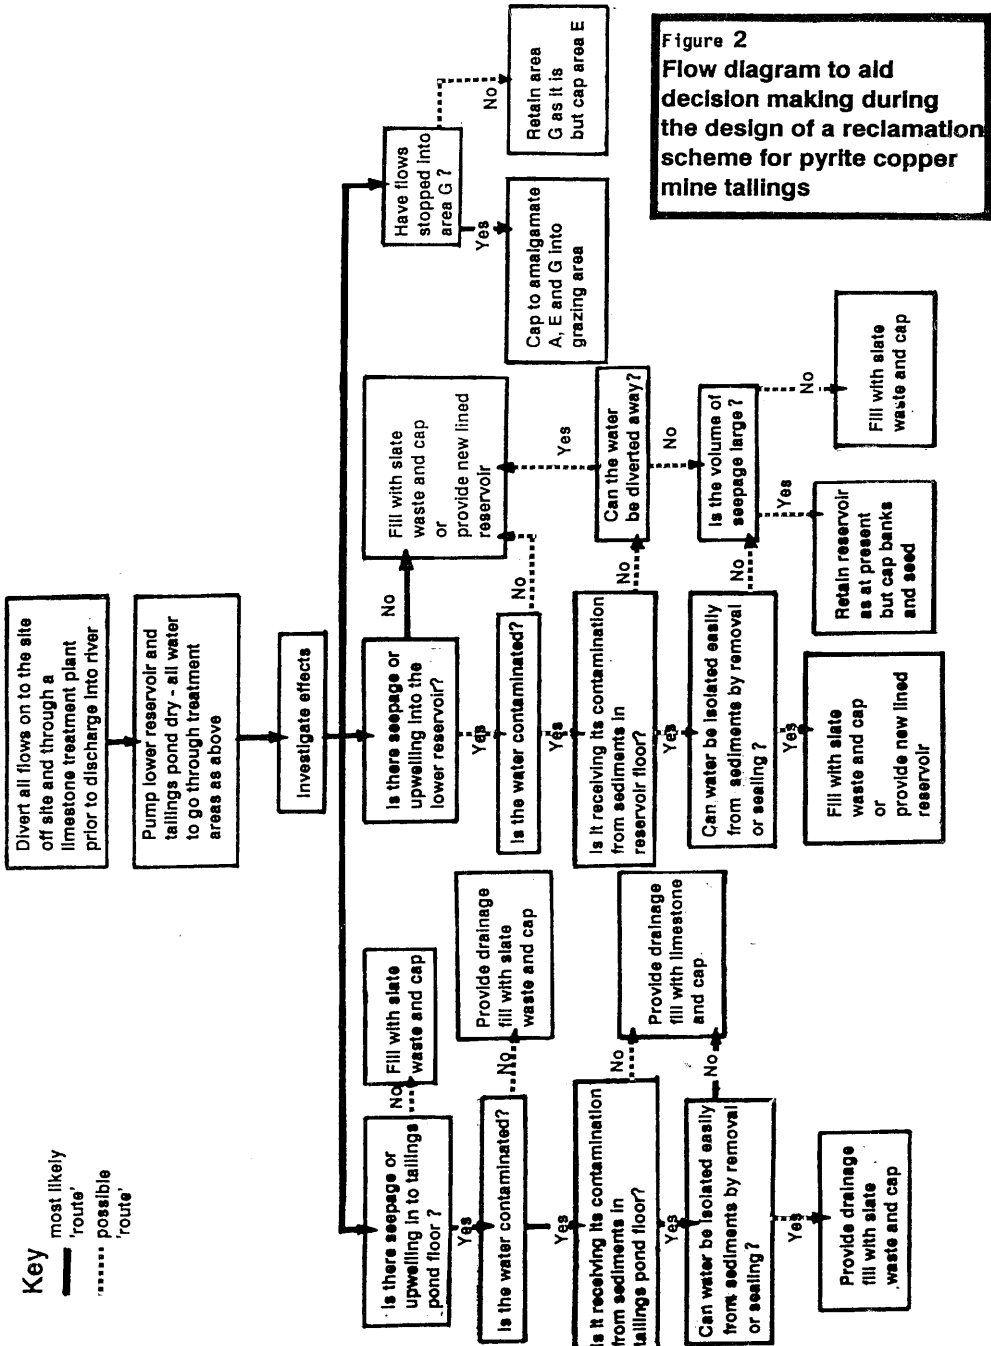 Key
most likely
'route'
possible
'route'
Divert all flows on to the site
off site and through a
limestone treatment plant
prior to discharge into river
Pump lower reservoir and
tailings pond dry - all water
to go through treatment
areas as above
Investigate effects
Is there seepage or
upwelling in to tailings
pond floor ?
No
Fill with slate
waste and cap
Yes
Is the water contaminated?
No
Provide drainage
fill with slate
waste and cap
Yes
Is it receiving its contamination
from sediments in
tailings pond floor?
No
Provide drainage
fill with limestone
and cap
Yes
Can water be isolated easily
from sediments by removal
or sealing ?
No
Yes
Provide drainage
fill with slate
waste and cap
Is there seepage or
upwelling into the
lower reservoir?
No
Fill with slate
waste and cap
or
provide new lined
reservoir
Yes
Is the water contaminated?
No
Yes
Is it receiving its contamination
from sediments in
reservoir floor?
No
Can the water
be diverted away?
Yes
No
Yes
Can water be isolated easily
from sediments by removal
or sealing ?
No
Is the volume of
seepage large ?
No
Fill with slate
waste and cap
Yes
Retain reservoir
as at present
but cap banks
and seed
Yes
Fill with slate
waste and cap
or
provide new lined
reservoir
Have flows
stopped into
area G ?
No
Retain area
G as it is
but cap area E
Yes
Cap to amalgamate
A, E and G into
grazing area
Figure 2
Flow diagram to aid
decision making during
the design of a reclamation
scheme for pyrite copper
mine tailings